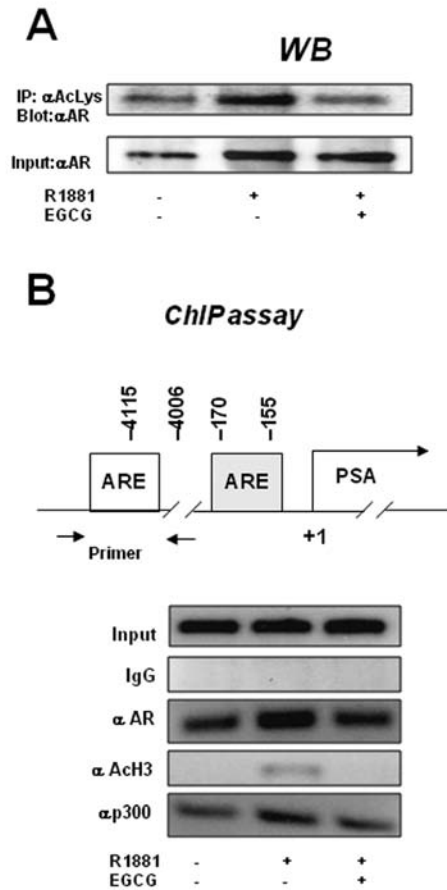 A
WB
IP: αAcLys
Blot:αAR
Input:αAR
R1881 - + +
EGCG - - +
B
ChIPassay
-4115 -4006 -170 -155
ARE ARE PSA
Primer +1
Input
IgG
α AR
α AcH3
αp300
R1881 - + +
EGCG - - +